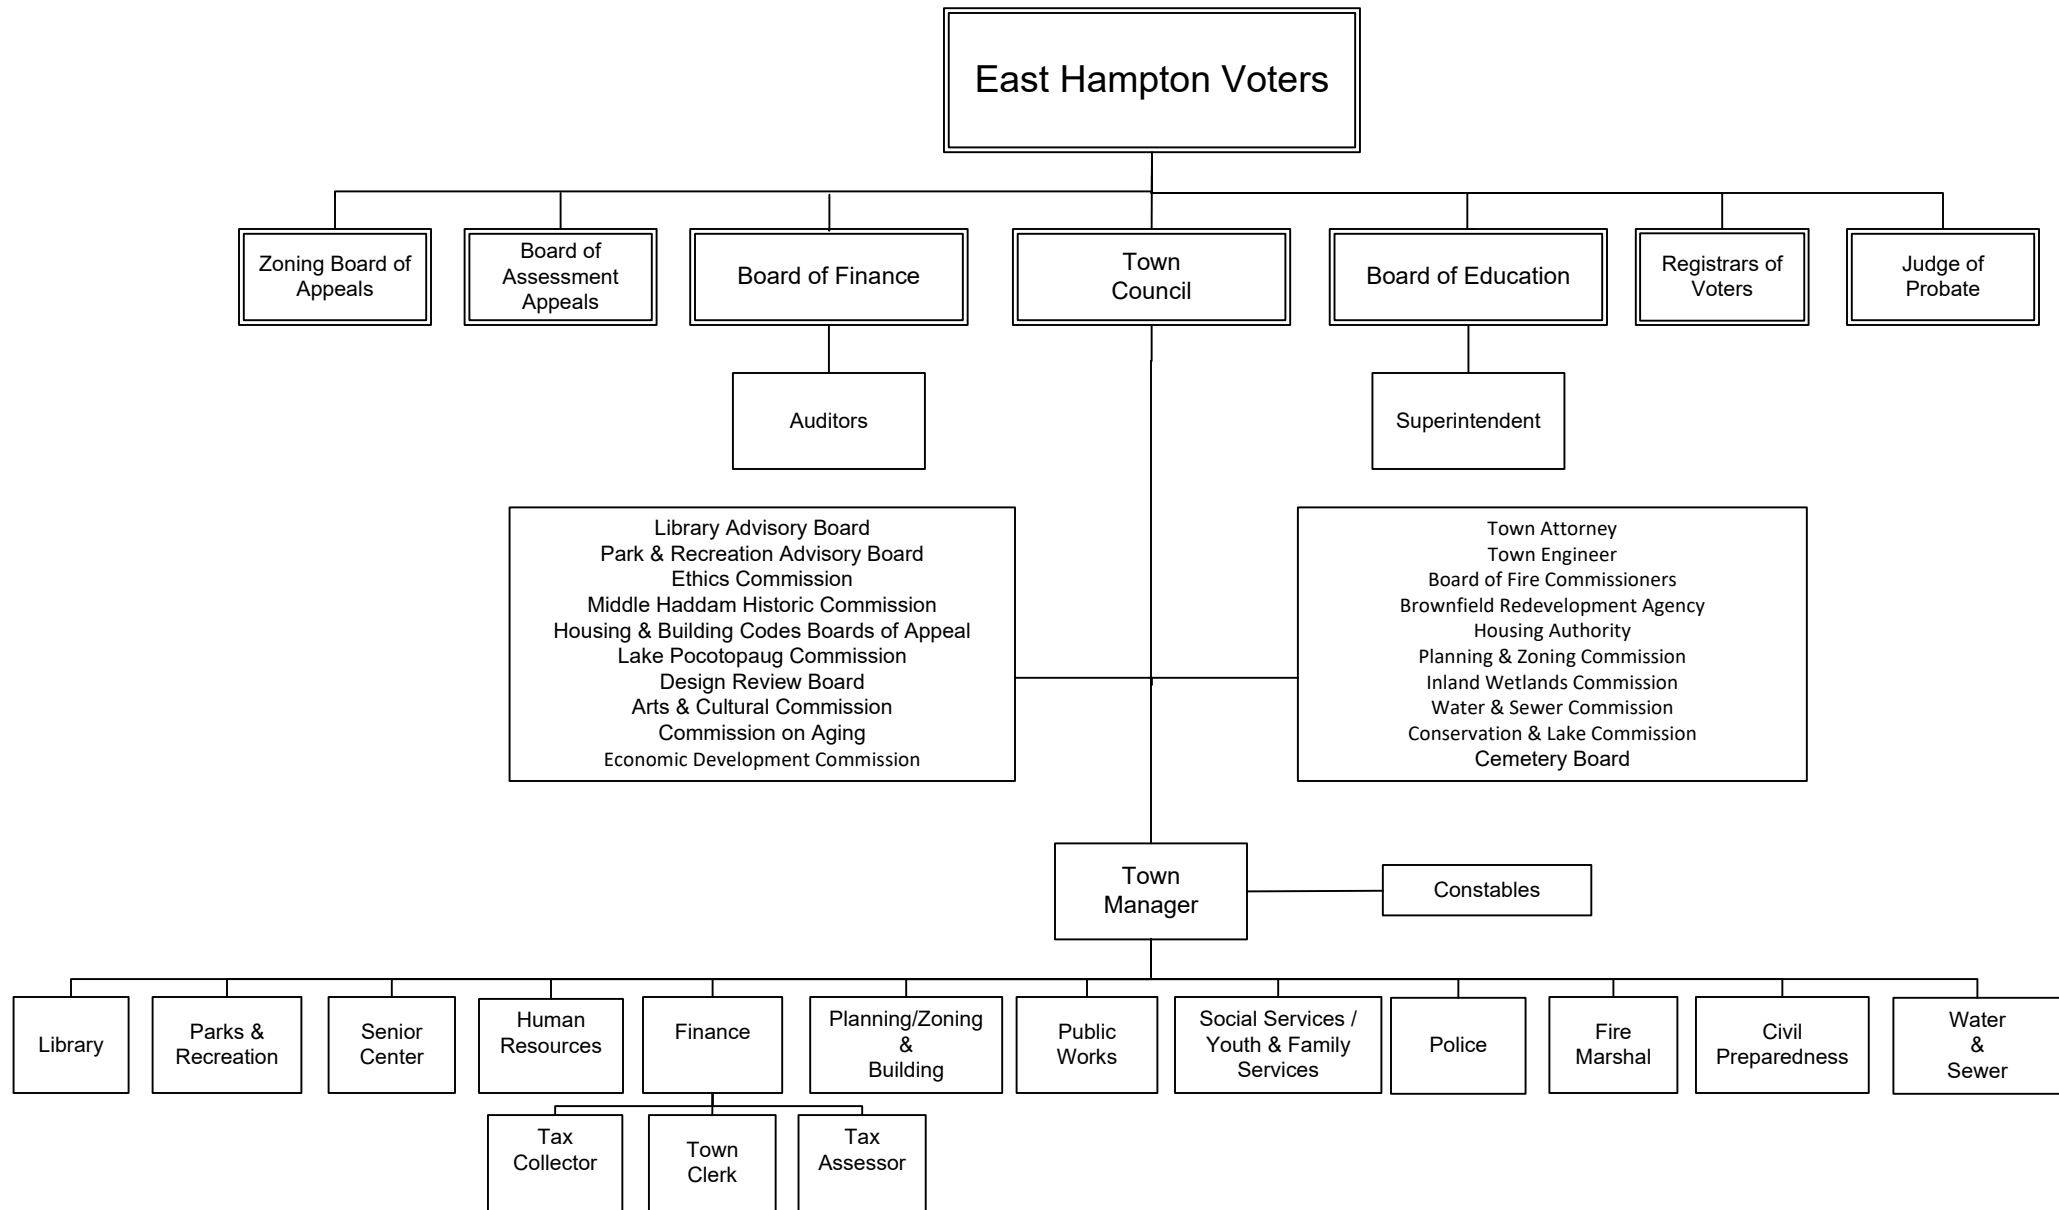 East Hampton Voters
Zoning Board of
Appeals
Board of
Assessment
Appeals
Board of Finance
Town
Council
Board of Education
Registrars of
Voters
Judge of
Probate
Auditors
Superintendent
Library Advisory Board
Park & Recreation Advisory Board
Ethics Commission
Middle Haddam Historic Commission
Housing & Building Codes Boards of Appeal
Lake Pocotopaug Commission
Design Review Board
Arts & Cultural Commission
Commission on Aging
Economic Development Commission
Town Attorney
Town Engineer
Board of Fire Commissioners
Brownfield Redevelopment Agency
Housing Authority
Planning & Zoning Commission
Inland Wetlands Commission
Water & Sewer Commission
Conservation & Lake Commission
Cemetery Board
Town
Manager
Constables
Library
Parks &
Recreation
Senior
Center
Human
Resources
Finance
Planning/Zoning
&
Building
Public
Works
Social Services /
Youth & Family
Services
Police
Fire
Marshal
Civil
Preparedness
Water
&
Sewer
Tax
Collector
Town
Clerk
Tax
Assessor